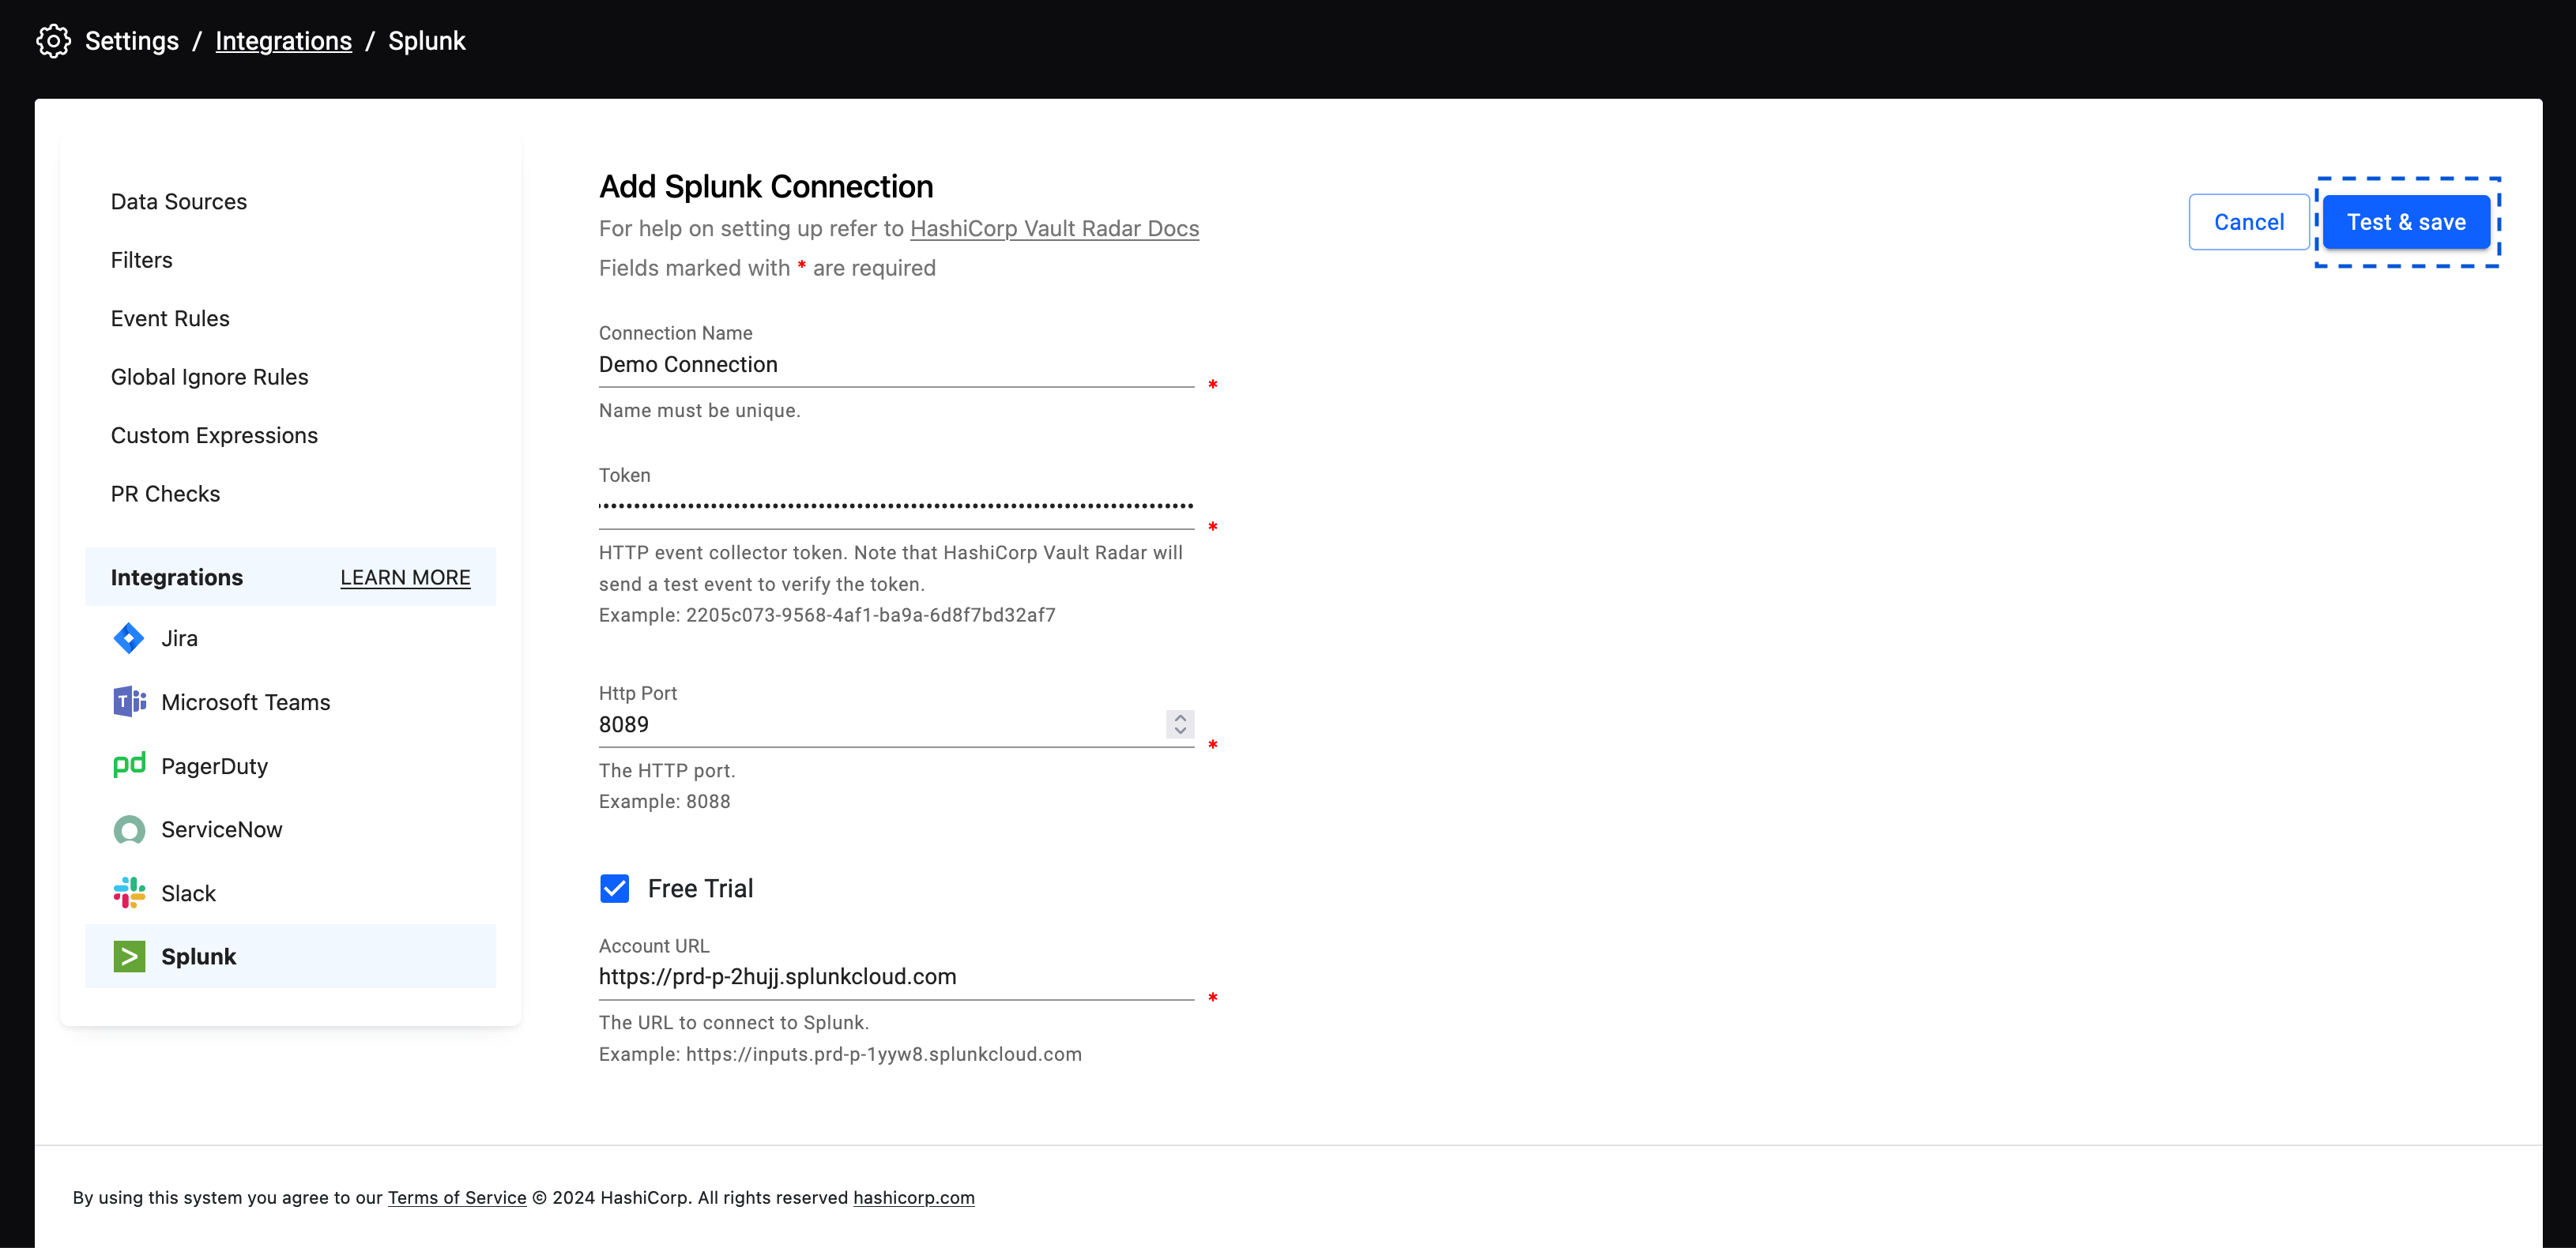 Settings / Integrations / Splunk
Data Sources
Filters
Event Rules
Global Ignore Rules
Custom Expressions
PR Checks
Integrations LEARN MORE
Jira
Microsoft Teams
PagerDuty
ServiceNow
Slack
Splunk
Add Splunk Connection
For help on setting up refer to HashiCorp Vault Radar Docs
Fields marked with * are required
Cancel
Test & save
Connection Name
Demo Connection
*
Name must be unique.
Token
*
HTTP event collector token. Note that HashiCorp Vault Radar will
send a test event to verify the token.
Example: 2205c073-9568-4af1-ba9a-6d8f7bd32af7
Http Port
8089
*
The HTTP port.
Example: 8088
Free Trial
Account URL
https://prd-p-2hujj.splunkcloud.com
*
The URL to connect to Splunk.
Example: https://inputs.prd-p-1yyw8.splunkcloud.com
By using this system you agree to our Terms of Service © 2024 HashiCorp. All rights reserved hashicorp.com